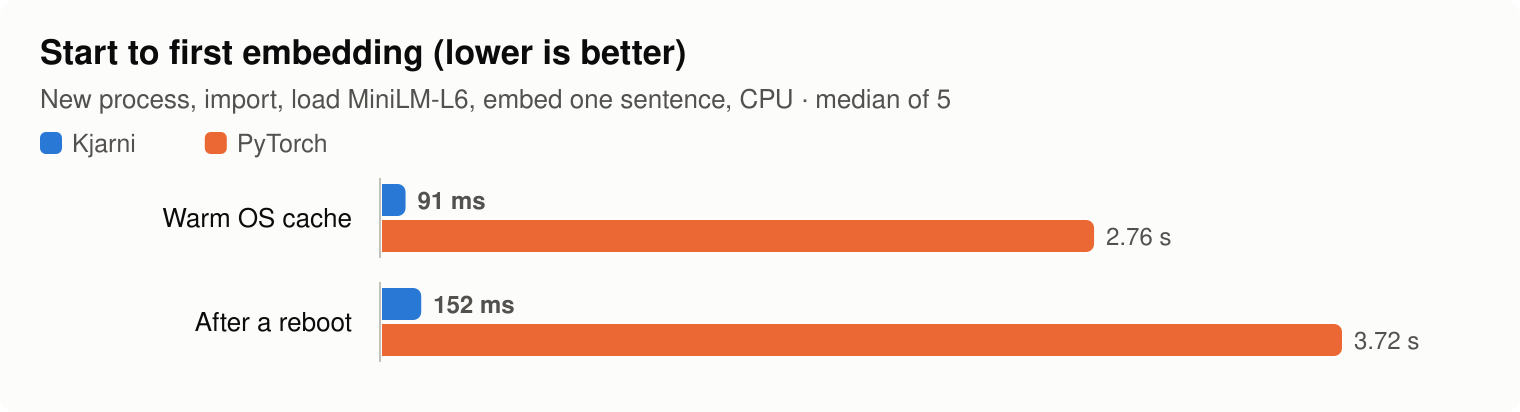 Start to first embedding (lower is better)
New process, import, load MiniLM-L6, embed one sentence, CPU · median of 5
Kjarni PyTorch
Warm OS cache 91 ms
2.76 s
After a reboot 152 ms
3.72 s